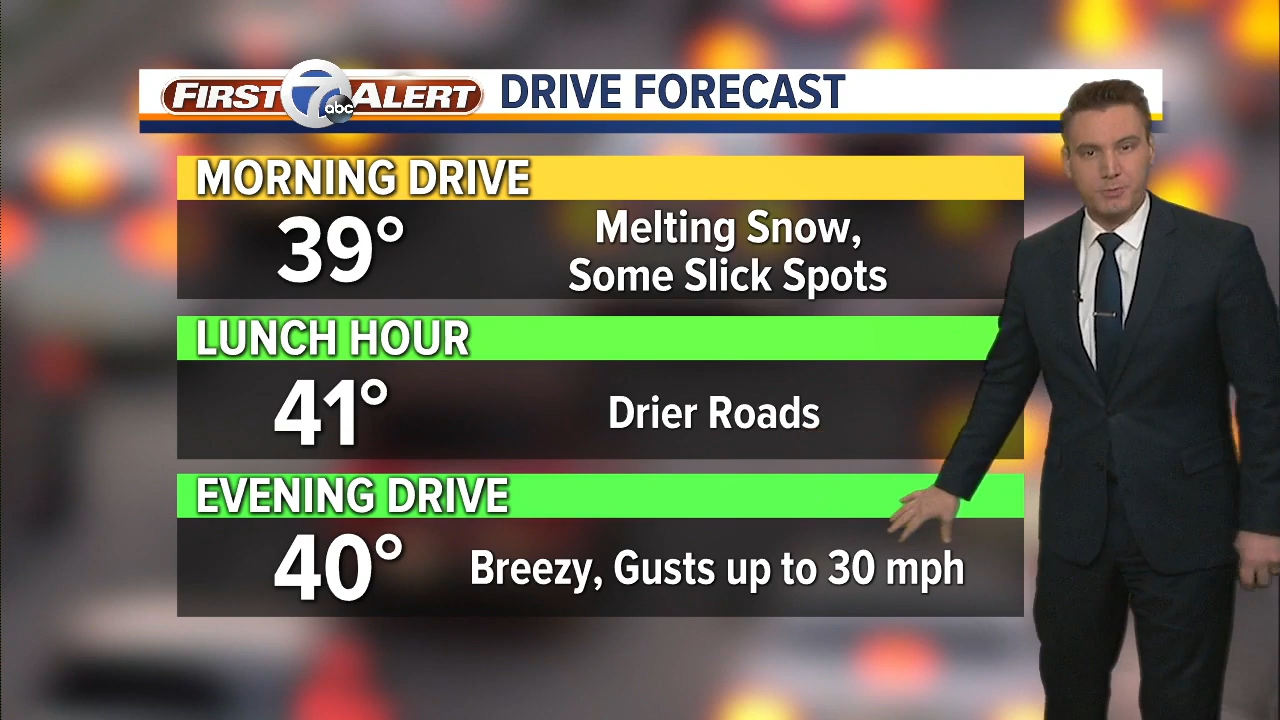 FIRST 7 abc ALERT DRIVE FORECAST
MORNING DRIVE
39°
Melting Snow,
Some Slick Spots
LUNCH HOUR
41°
Drier Roads
EVENING DRIVE
40°
Breezy, Gusts up to 30 mph